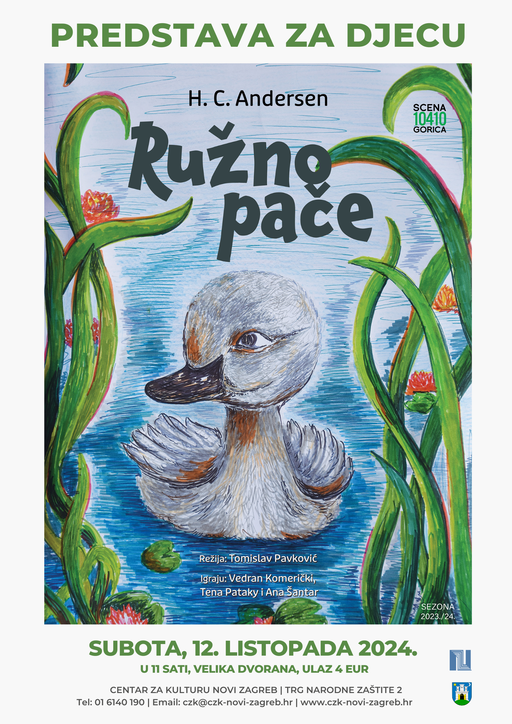 PREDSTAVA ZA DJECU
H. C. Andersen
SCENA
10410
GORICA
Ružno
pače
Režija: Tomislav Pavković
Igraju: Vedran Komerički,
Tena Pataky i Ana Šantar
SEZONA
2023./24.
SUBOTA, 12. LISTOPADA 2024.
U 11 SATI, VELIKA DVORANA, ULAZ 4 EUR
CENTAR ZA KULTURU NOVI ZAGREB | TRG NARODNE ZAŠTITE 2
Tel: 01 6140 190 | Email: czk@czk-novi-zagreb.hr | www.czk-novi-zagreb.hr